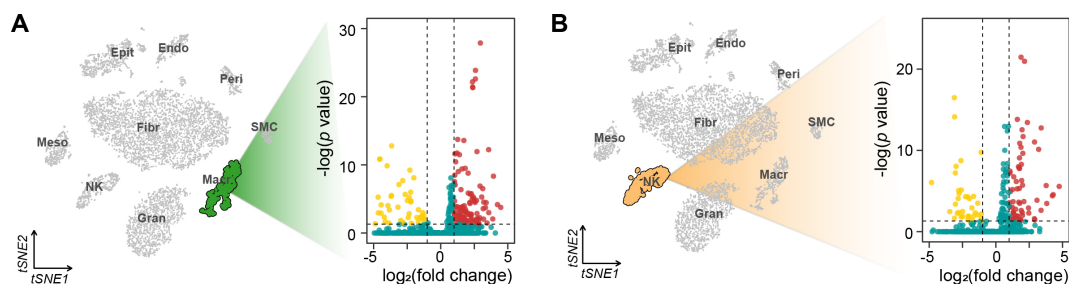 A
Epit
Endo
Peri
Fibr
SMC
Meso
NK
Macr
Gran
tSNE2
tSNE1
30
20
10
0
-log(p value)
-5
0
5
log₂(fold change)
B
Epit
Endo
Peri
Fibr
SMC
Meso
NK
Macr
Gran
tSNE2
tSNE1
20
10
0
-log(p value)
-5
0
5
log₂(fold change)